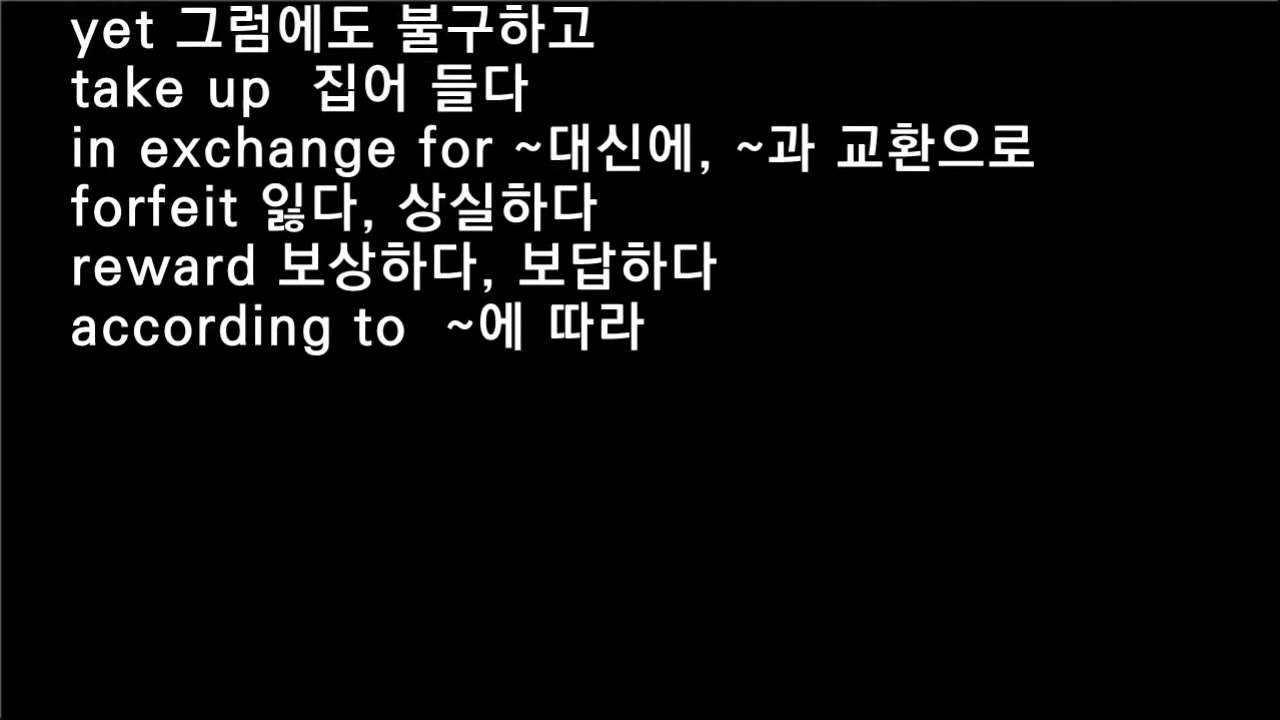 yet 그럼에도 불구하고
take up 집어 들다
in exchange for ~대신에, ~과 교환으로
forfeit 잃다, 상실하다
reward 보상하다, 보답하다
according to ~에 따라